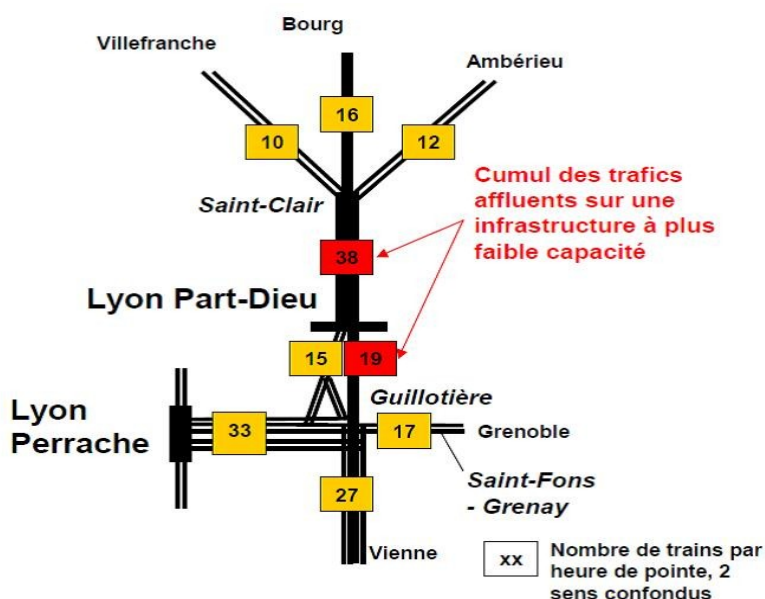 Bourg
Villefranche
Ambérieu
16
10
12
Saint-Clair
Cumul des trafics
affluents sur une
infrastructure à plus
faible capacité
38
Lyon Part-Dieu
15
19
Guillotière
Lyon
Perrache
33
17
Grenoble
Saint-Fons
- Grenay
27
Vienne
xx
Nombre de trains par
heure de pointe, 2
sens confondus